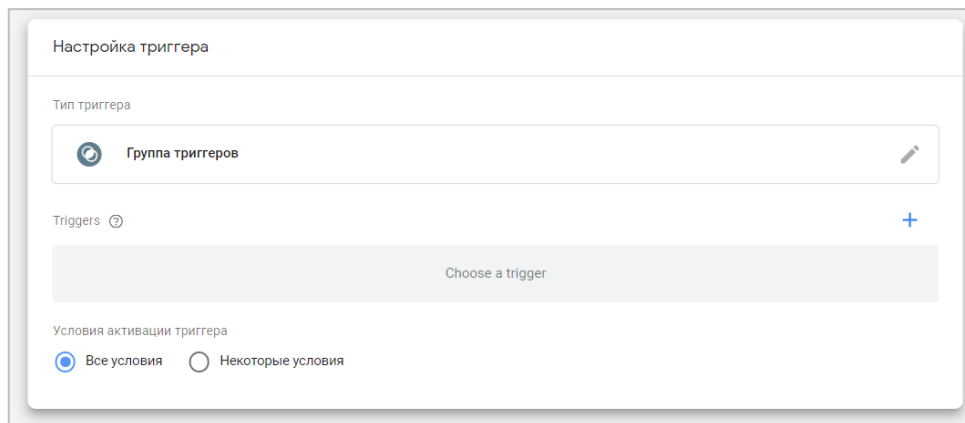 Настройка триггера
Тип триггера
Группа триггеров
Triggers
Choose a trigger
Условия активации триггера
Все условия Некоторые условия